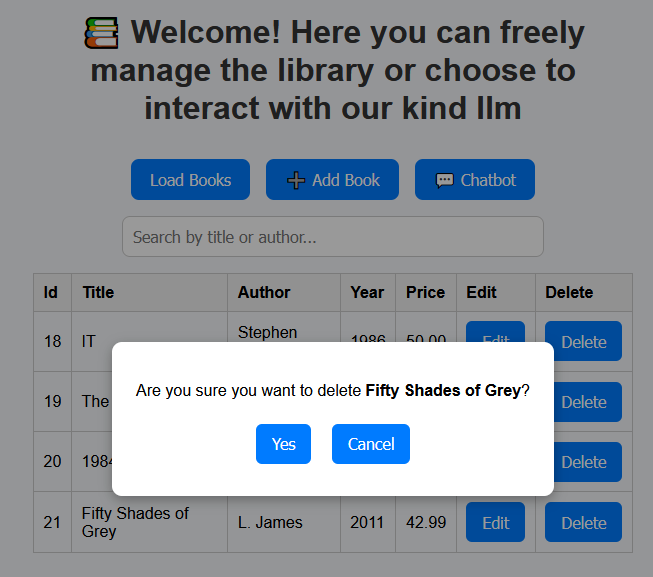 Welcome! Here you can freely
manage the library or choose to
interact with our kind llm
Load Books
Add Book
Chatbot
Search by title or author...
Id Title Author Year Price Edit Delete
18 IT Stephen 1986 50.00 Edit Delete
19 The Delete
20 1984 Delete
21 Fifty Shades of
Grey L. James 2011 42.99 Edit Delete
Are you sure you want to delete Fifty Shades of Grey?
Yes Cancel